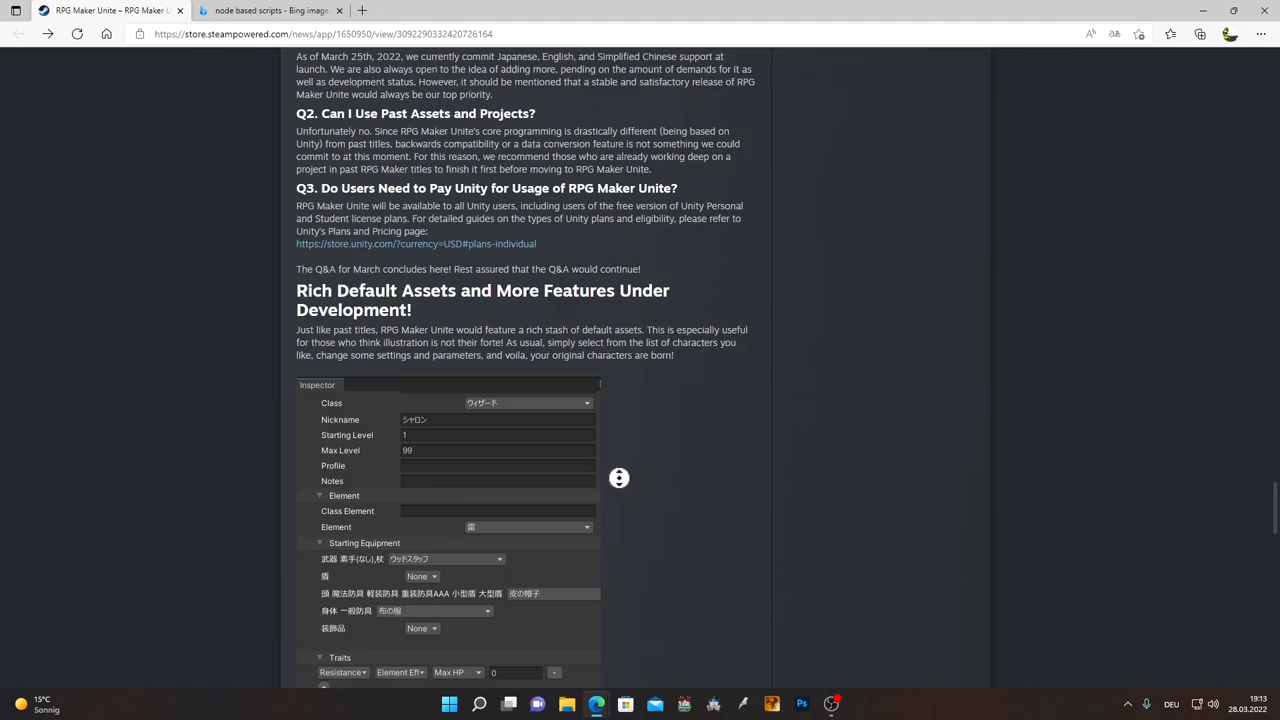 RPG Maker Unite – RPG Maker U
node based scripts - Bing image
https://store.steampowered.com/news/app/1650950/view/3092290332420726164
As of March 25th, 2022, we currently commit Japanese, English, and Simplified Chinese support at
launch. We are also always open to the idea of adding more, pending on the amount of demands for it as
well as development status. However, it should be mentioned that a stable and satisfactory release of RPG
Maker Unite would always be our top priority.
Q2. Can I Use Past Assets and Projects?
Unfortunately no. Since RPG Maker Unite's core programming is drastically different (being based on
Unity) from past titles, backwards compatibility or a data conversion feature is not something we could
commit to at this moment. For this reason, we recommend those who are already working deep on a
project in past RPG Maker titles to finish it first before moving to RPG Maker Unite.
Q3. Do Users Need to Pay Unity for Usage of RPG Maker Unite?
RPG Maker Unite will be available to all Unity users, including users of the free version of Unity Personal
and Student license plans. For detailed guides on the types of Unity plans and eligibility, please refer to
Unity's Plans and Pricing page:
https://store.unity.com/?currency=USD#plans-individual
The Q&A for March concludes here! Rest assured that the Q&A would continue!
Rich Default Assets and More Features Under
Development!
Just like past titles, RPG Maker Unite would feature a rich stash of default assets. This is especially useful
for those who think illustration is not their forte! As usual, simply select from the list of characters you
like, change some settings and parameters, and voila, your original characters are born!
Inspector
Class ウィザード
Nickname シャロン
Starting Level 1
Max Level 99
Profile
Notes
Element
Class Element
Element 雷
Starting Equipment
武器 素手(なし),杖 ウッドスタッフ
盾 None
頭 魔法防具 軽装防具 重装防具AAA 小型盾 大型盾 皮の帽子
身体 一般防具 布の服
装飾品 None
Traits
Resistance Element Eff Max HP 0 -
15°C
Sonnig
DEU
19:13
28.03.2022